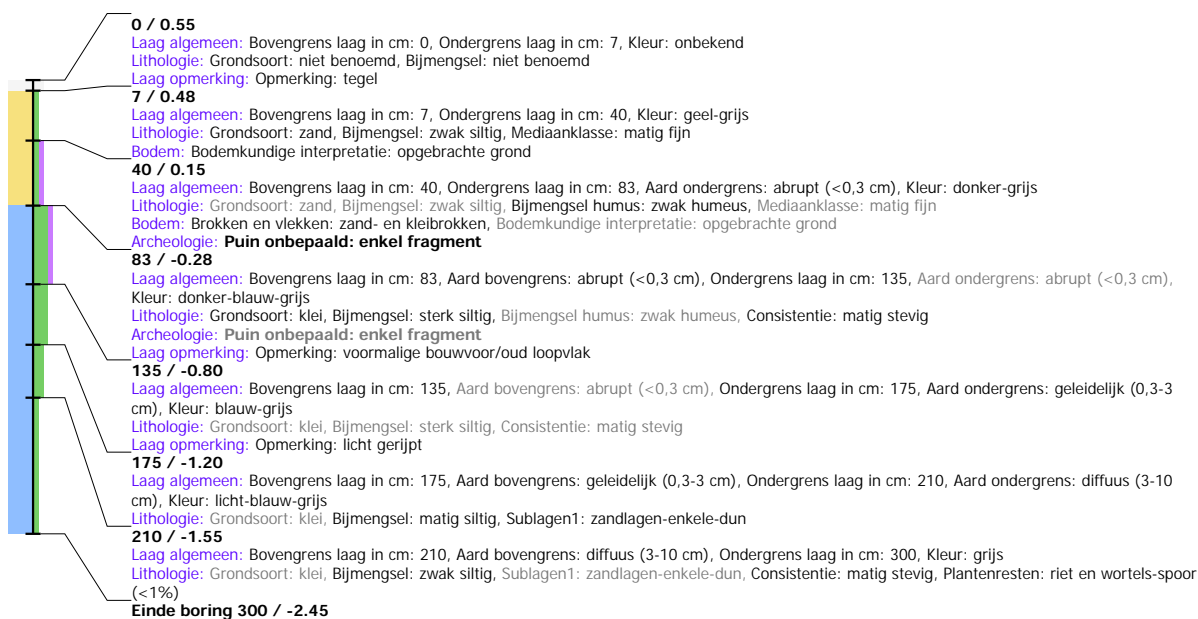 0 / 0.55
Laag algemeen: Bovengrens laag in cm: 0, Ondergrens laag in cm: 7, Kleur: onbekend
Lithologie: Grondsoort: niet benoemd, Bijmengsel: niet benoemd
Laag opmerking: Opmerking: tegel
7 / 0.48
Laag algemeen: Bovengrens laag in cm: 7, Ondergrens laag in cm: 40, Kleur: geel-grijs
Lithologie: Grondsoort: zand, Bijmengsel: zwak siltig, Mediaanklasse: matig fijn
Bodem: Bodemkundige interpretatie: opgebrachte grond
40 / 0.15
Laag algemeen: Bovengrens laag in cm: 40, Ondergrens laag in cm: 83, Aard ondergrens: abrupt (<0,3 cm), Kleur: donker-grijs
Lithologie: Grondsoort: zand, Bijmengsel: zwak siltig, Bijmengsel humus: zwak humeus, Mediaanklasse: matig fijn
Bodem: Brokken en vlekken: zand- en kleibrokken, Bodemkundige interpretatie: opgebrachte grond
Archeologie: Puin onbepaald: enkel fragment
83 / -0.28
Laag algemeen: Bovengrens laag in cm: 83, Aard bovengrens: abrupt (<0,3 cm), Ondergrens laag in cm: 135, Aard ondergrens: abrupt (<0,3 cm),
Kleur: donker-blauw-grijs
Lithologie: Grondsoort: klei, Bijmengsel: sterk siltig, Bijmengsel humus: zwak humeus, Consistentie: matig stevig
Archeologie: Puin onbepaald: enkel fragment
Laag opmerking: Opmerking: voormalige bouwvoor/oud loopvlak
135 / -0.80
Laag algemeen: Bovengrens laag in cm: 135, Aard bovengrens: abrupt (<0,3 cm), Ondergrens laag in cm: 175, Aard ondergrens: geleidelijk (0,3-3
cm), Kleur: blauw-grijs
Lithologie: Grondsoort: klei, Bijmengsel: sterk siltig, Consistentie: matig stevig
Laag opmerking: Opmerking: licht gerijpt
175 / -1.20
Laag algemeen: Bovengrens laag in cm: 175, Aard bovengrens: geleidelijk (0,3-3 cm), Ondergrens laag in cm: 210, Aard ondergrens: diffuus (3-10
cm), Kleur: licht-blauw-grijs
Lithologie: Grondsoort: klei, Bijmengsel: matig siltig, Sublagen1: zandlagen-enkele-dun
210 / -1.55
Laag algemeen: Bovengrens laag in cm: 210, Aard bovengrens: diffuus (3-10 cm), Ondergrens laag in cm: 300, Kleur: grijs
Lithologie: Grondsoort: klei, Bijmengsel: zwak siltig, Sublagen1: zandlagen-enkele-dun, Consistentie: matig stevig, Plantenresten: riet en wortels-spoor
(<1%)
Einde boring 300 / -2.45